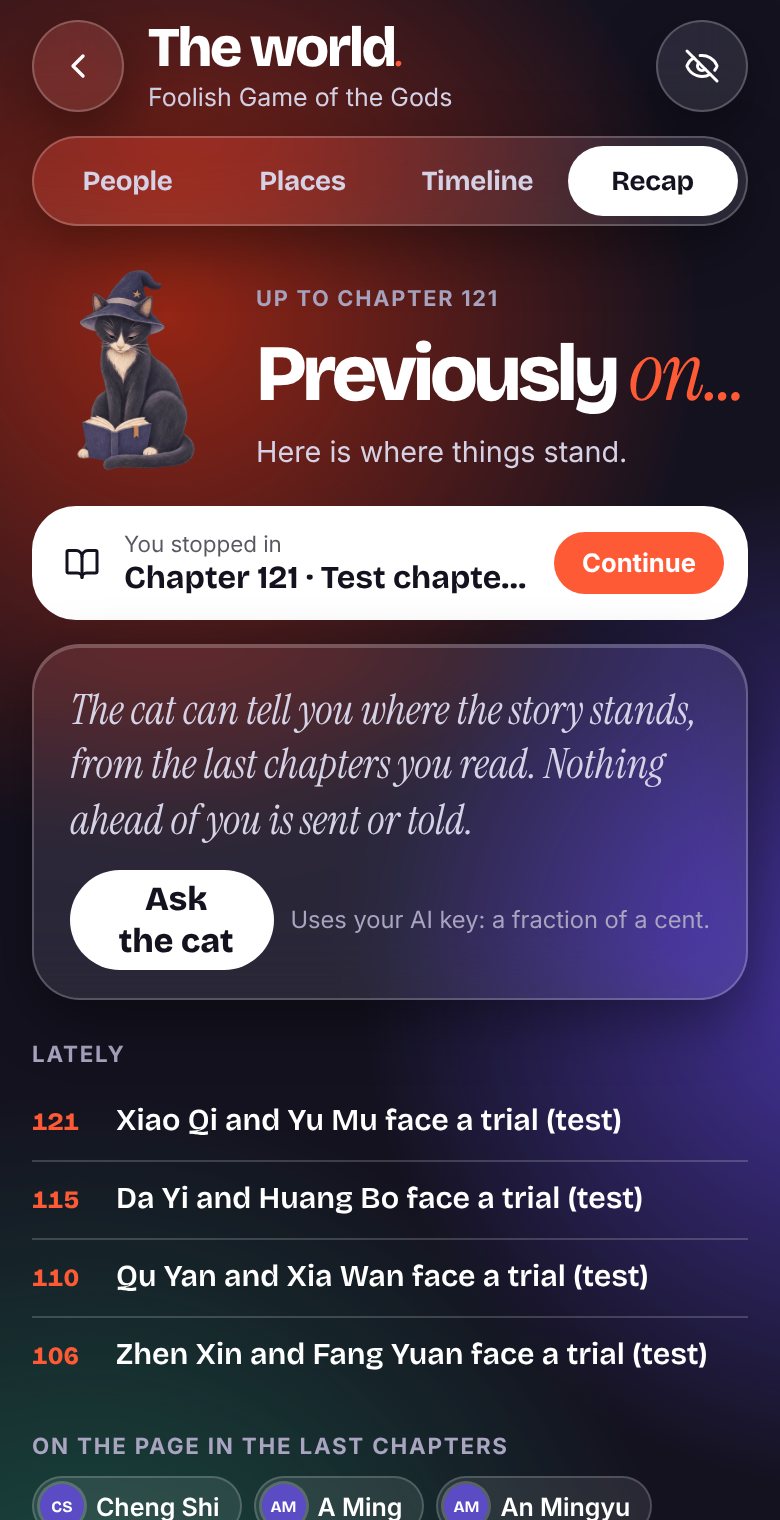 The world.
Foolish Game of the Gods
People Places Timeline Recap
UP TO CHAPTER 121
Previously on...
Here is where things stand.
You stopped in
Chapter 121 · Test chapte...
Continue
The cat can tell you where the story stands,
from the last chapters you read. Nothing
ahead of you is sent or told.
Ask
the cat
Uses your AI key: a fraction of a cent.
LATELY
121 Xiao Qi and Yu Mu face a trial (test)
115 Da Yi and Huang Bo face a trial (test)
110 Qu Yan and Xia Wan face a trial (test)
106 Zhen Xin and Fang Yuan face a trial (test)
ON THE PAGE IN THE LAST CHAPTERS
CS Cheng Shi AM A Ming AM An Mingyu